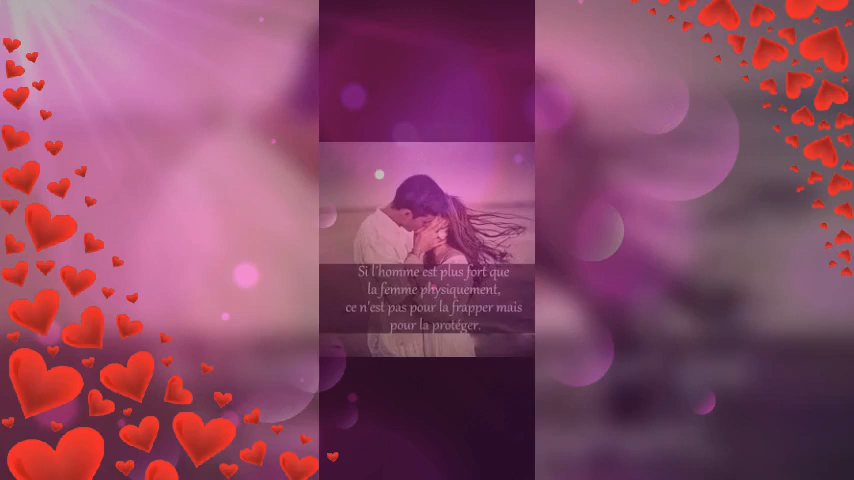 Si l'homme est plus fort que
la femme physiquement,
ce n'est pas pour la frapper mais
pour la protéger.